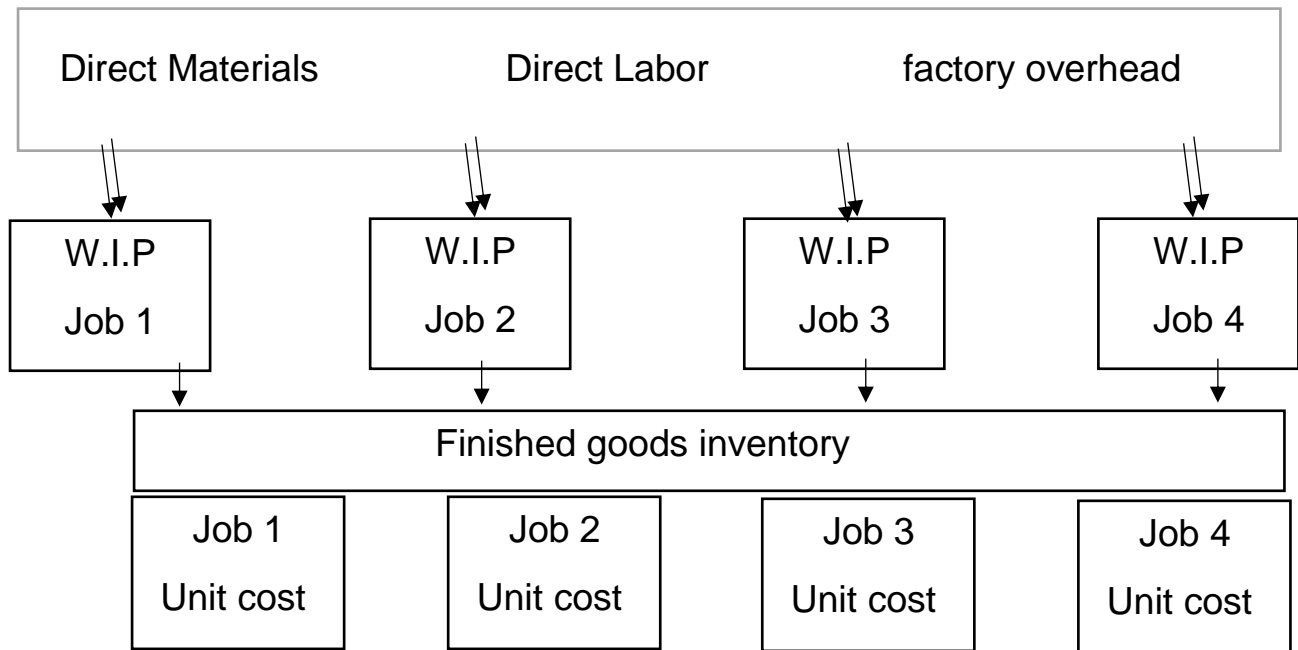 Direct Materials Direct Labor factory overhead
W.I.P W.I.P W.I.P W.I.P
Job 1 Job 2 Job 3 Job 4
Finished goods inventory
Job 1 Job 2 Job 3 Job 4
Unit cost Unit cost Unit cost Unit cost